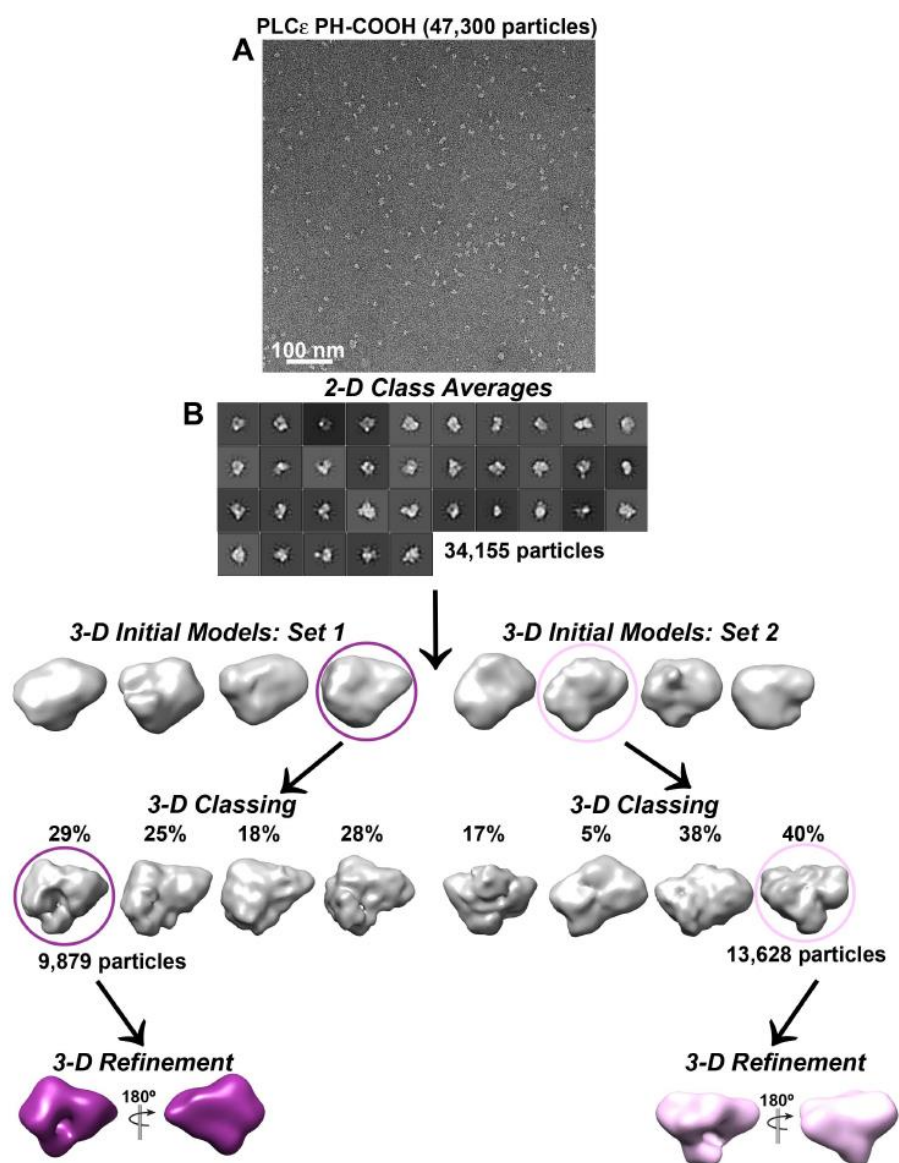 PLCε PH-COOH (47,300 particles)
A
100 nm
2-D Class Averages
B
34,155 particles
3-D Initial Models: Set 1
3-D Initial Models: Set 2
3-D Classing
3-D Classing
29% 25% 18% 28% 17% 5% 38% 40%
9,879 particles
13,628 particles
3-D Refinement
3-D Refinement
180º
180º